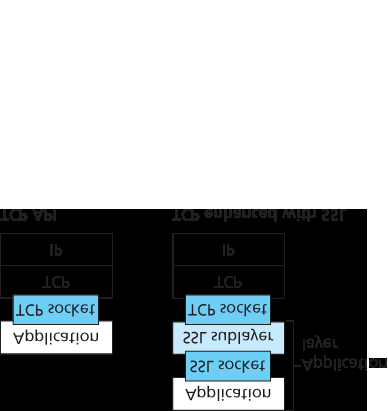 Application
TCP socket
TCP
IP
TCP API
Application
SSL socket
SSL sublayer
TCP socket
TCP
IP
TCP enhanced with SSL
Application
layer